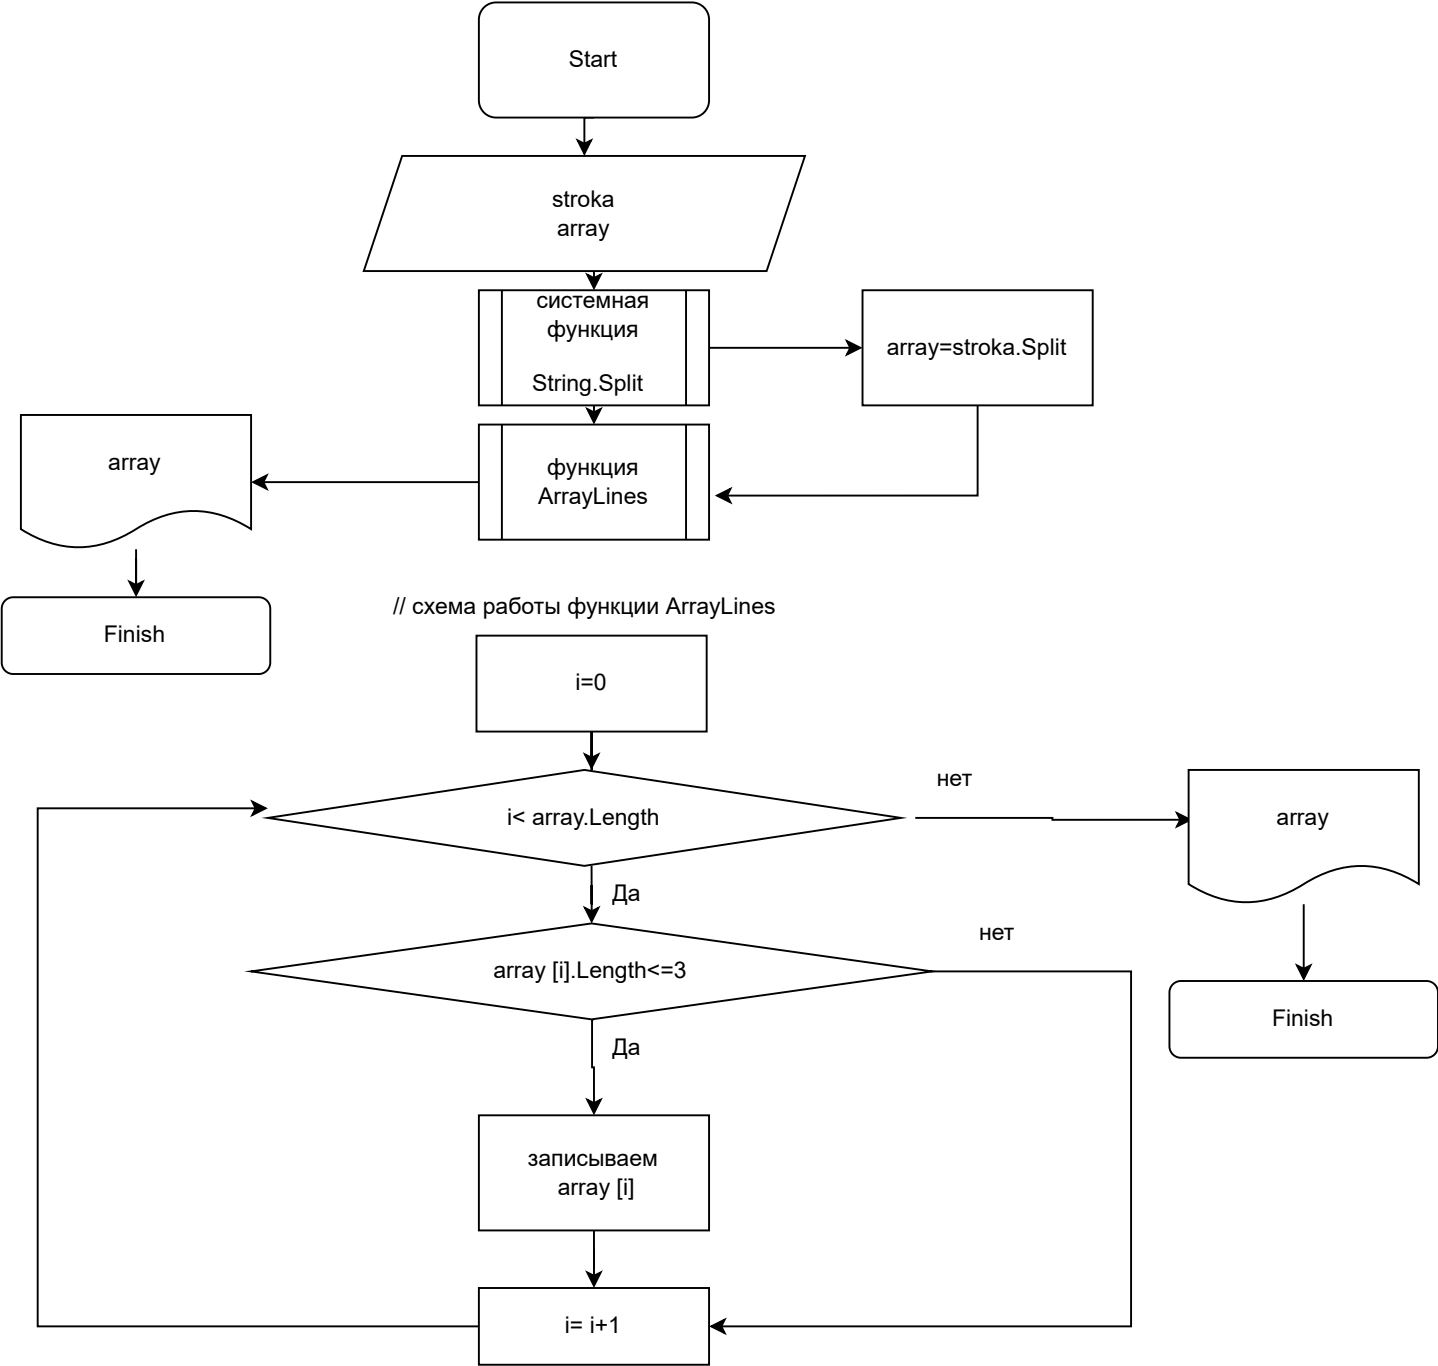 Start
stroka
array
системная
функция
String.Split
array=stroka.Split
array
функция
ArrayLines
Finish
// схема работы функции ArrayLines
i=0
нет
i< array.Length
array
Да
нет
array [i].Length<=3
Finish
Да
записываем
array [i]
i= i+1